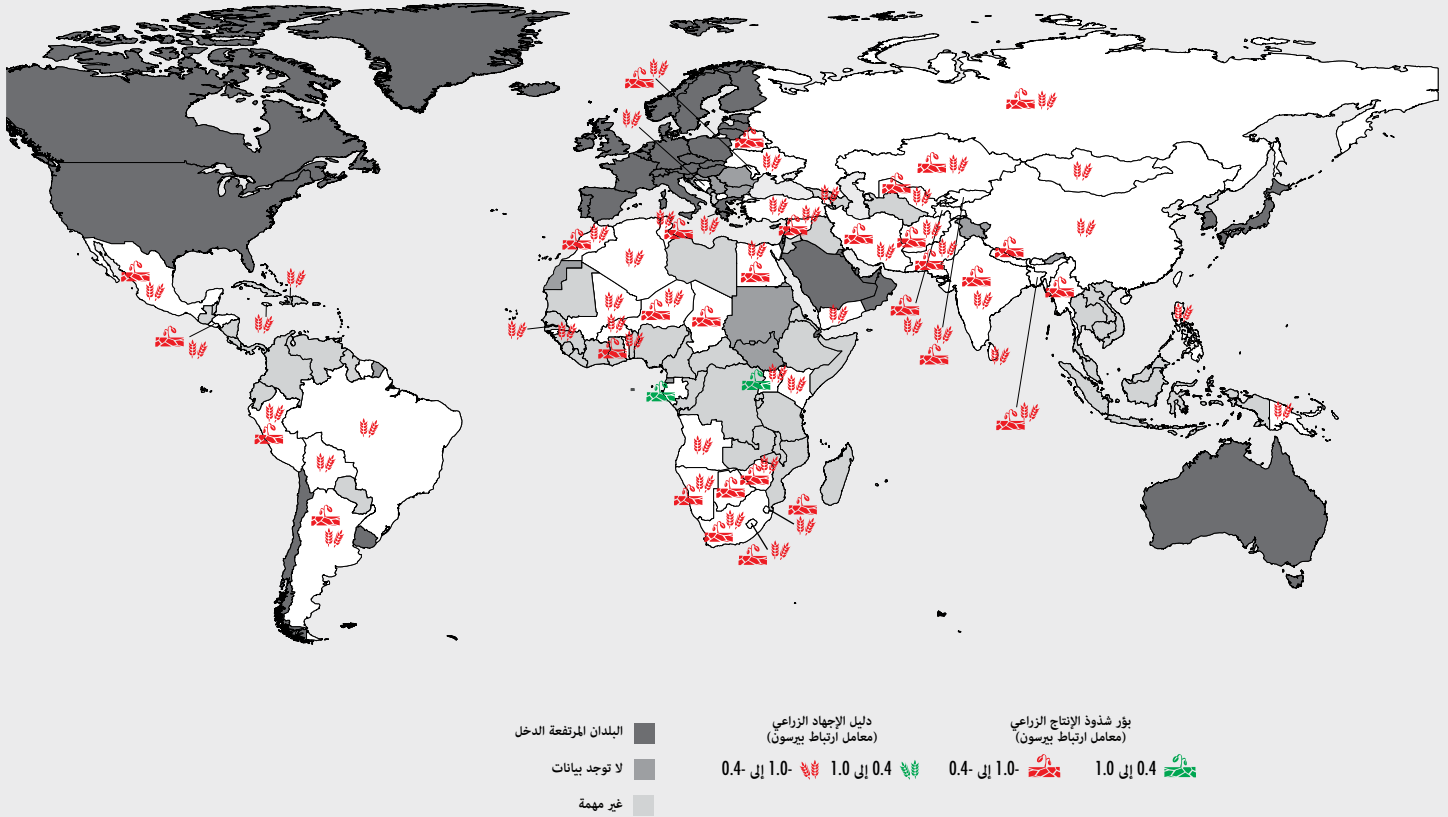 بؤر شذوذ الإنتاج الزراعي
(معامل ارتباط بيرسون)
0.4 إلى 1.0
-1.0 إلى -0.4
دليل الإجهاد الزراعي
(معامل ارتباط بيرسون)
0.4 إلى 1.0
-1.0 إلى -0.4
البلدان المرتفعة الدخل
لا توجد بيانات
غير مهمة